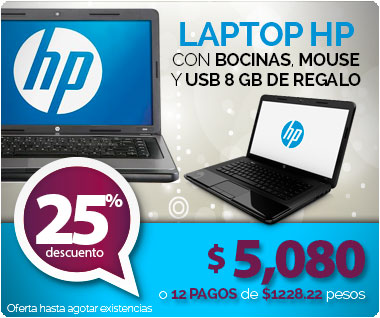 LAPTOP HP
CON BOCINAS, MOUSE
Y USB 8 GB DE REGALO
hp
hp
hp
25%
descuento
$ 5,080
o 12 PAGOS de $1228.22 pesos
Oferta hasta agotar existencias